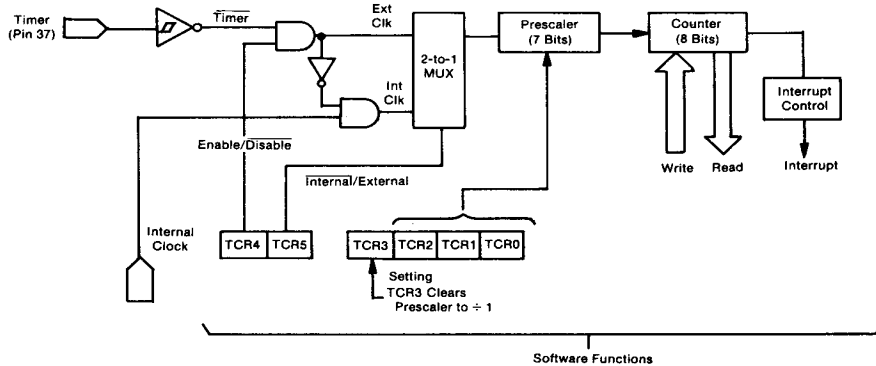 Timer
(Pin 37)
Timer
Ext
Clk
2-to-1
MUX
Int
Clk
Prescaler
(7 Bits)
Counter
(8 Bits)
Interrupt
Control
Interrupt
Write
Read
Enable/Disable
Internal/External
Internal
Clock
TCR4
TCR5
TCR3
TCR2
TCR1
TCR0
Setting
TCR3 Clears
Prescaler to ÷ 1
Software Functions